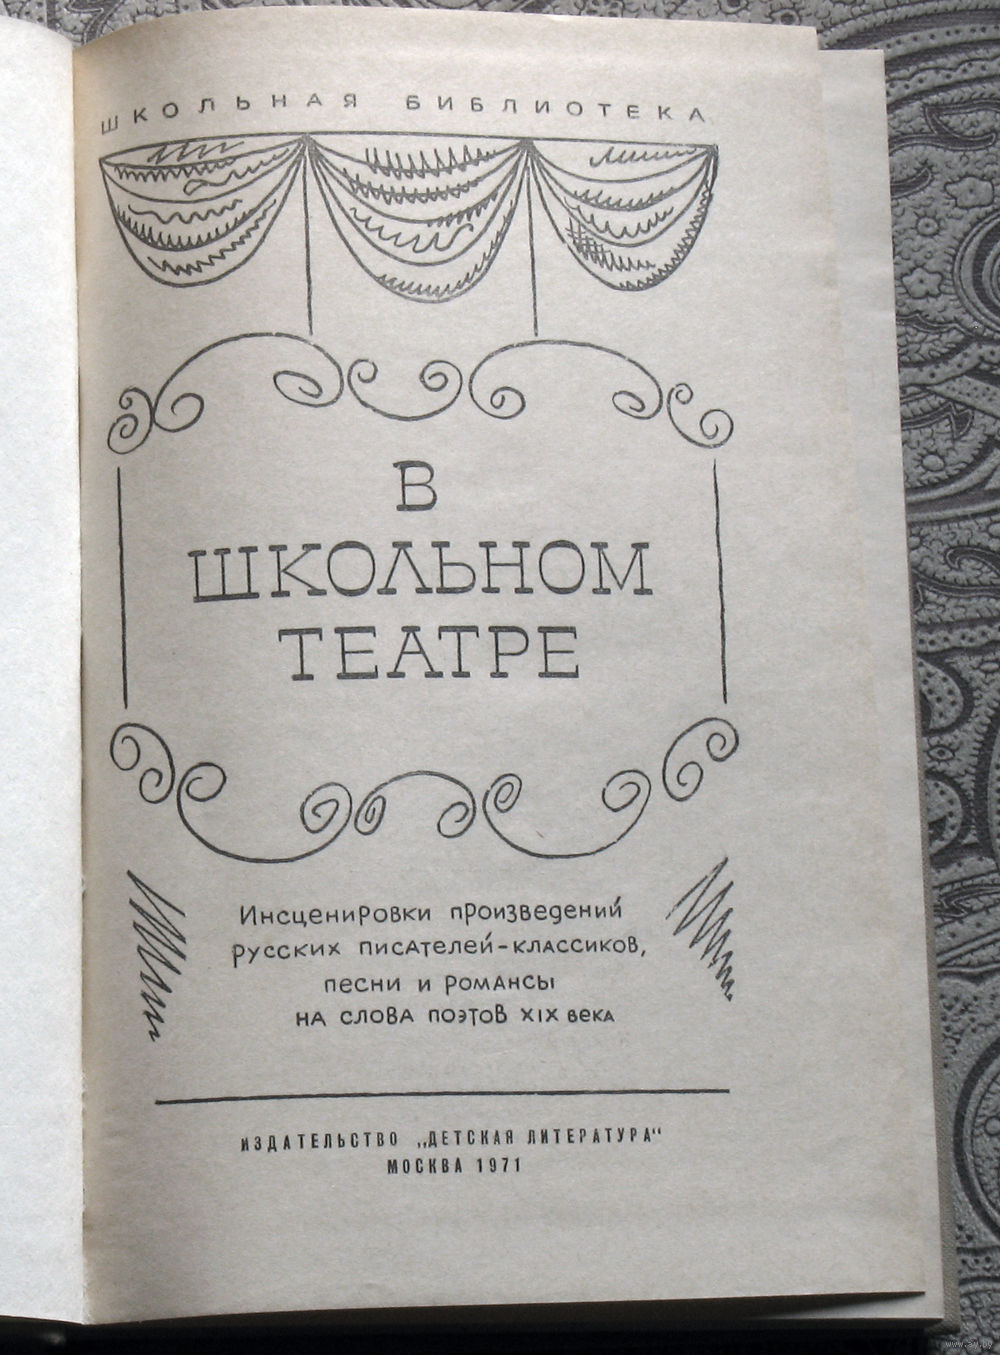 ШКОЛЬНАЯ БИБЛИОТЕКА
В
ШКОЛЬНОМ
ТЕАТРЕ
Инсценировки произведений
русских писателей-классиков,
песни и романсы
на слова поэтов XIX века
ИЗДАТЕЛЬСТВО „ДЕТСКАЯ ЛИТЕРАТУРА“
МОСКВА 1971